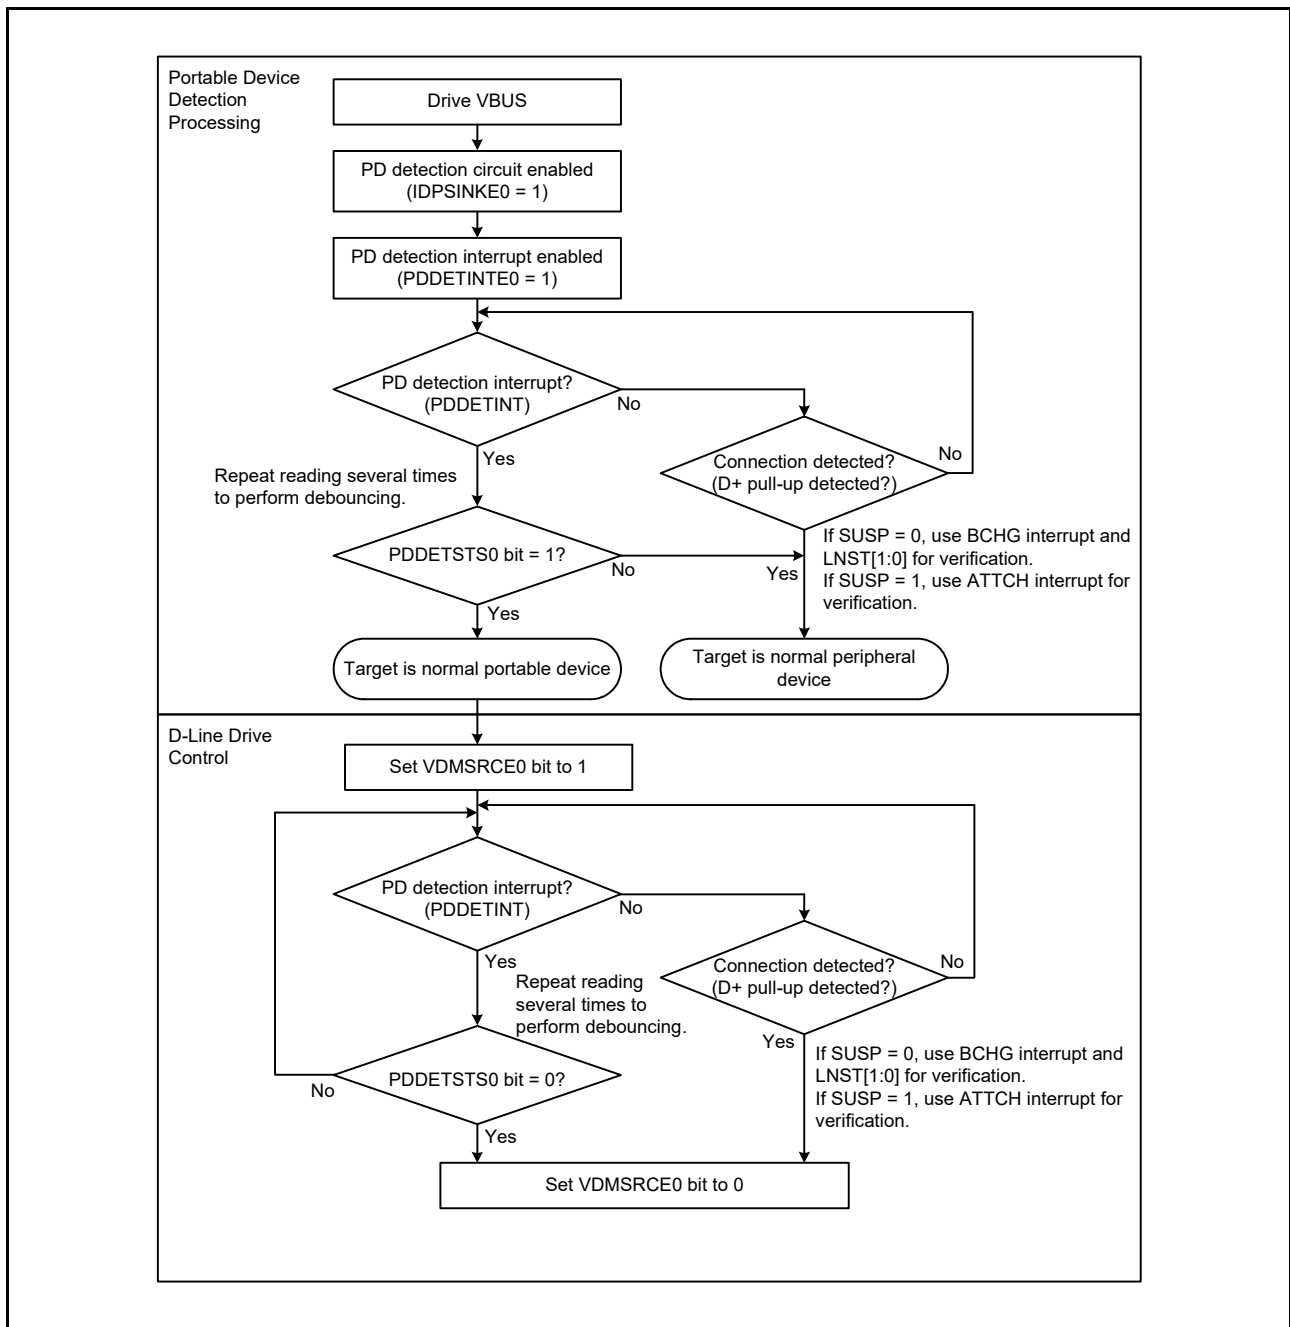 Portable Device
Detection
Processing
Drive VBUS
PD detection circuit enabled
(IDPSINKE0 = 1)
PD detection interrupt enabled
(PDDETINTE0 = 1)
PD detection interrupt?
(PDDETINT)
No
Connection detected?
(D+ pull-up detected?)
No
Yes
Repeat reading several times
to perform debouncing.
PDDETSTS0 bit = 1?
No
Yes
If SUSP = 0, use BCHG interrupt and
LNST[1:0] for verification.
If SUSP = 1, use ATTCH interrupt for
verification.
Yes
Target is normal portable device
Target is normal peripheral
device
D-Line Drive
Control
Set VDMSRCE0 bit to 1
PD detection interrupt?
(PDDETINT)
No
Connection detected?
(D+ pull-up detected?)
No
Yes
Repeat reading
several times to
perform debouncing.
PDDETSTS0 bit = 0?
No
Yes
If SUSP = 0, use BCHG interrupt and
LNST[1:0] for verification.
If SUSP = 1, use ATTCH interrupt for
verification.
Yes
Set VDMSRCE0 bit to 0